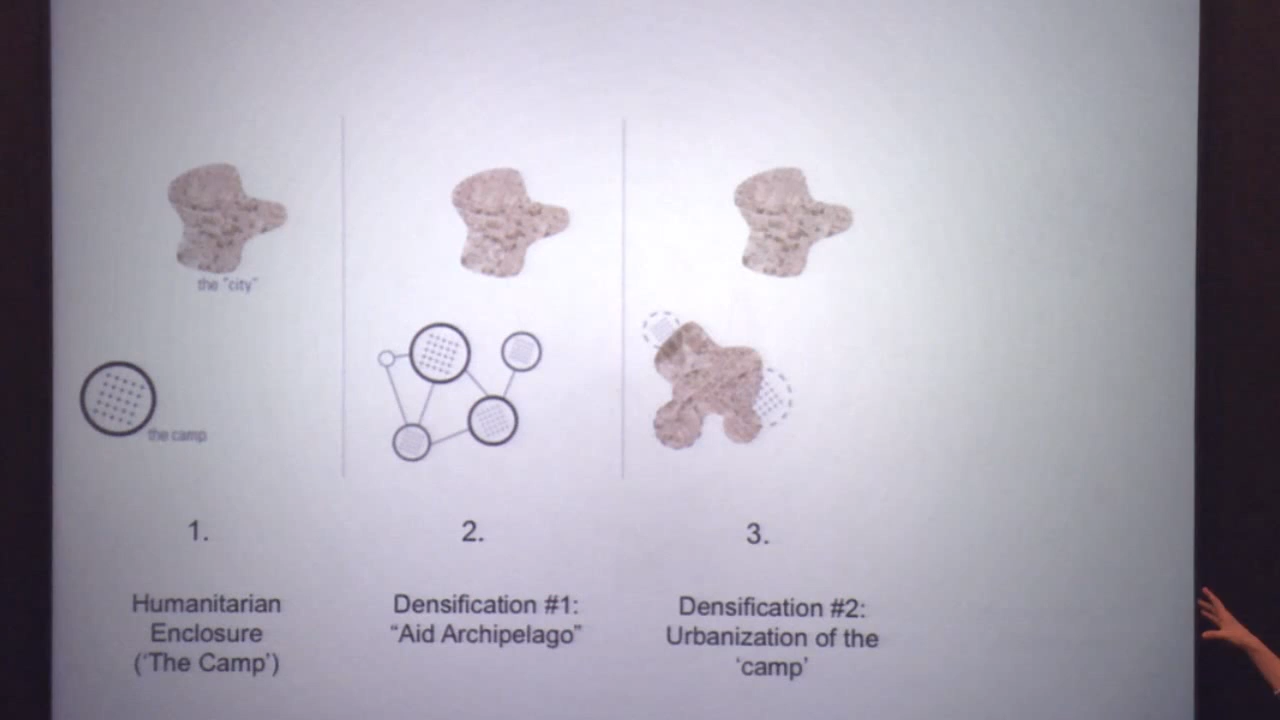 the "city"
the camp
1.
Humanitarian
Enclosure
(‘The Camp’)
2.
Densification #1:
“Aid Archipelago”
3.
Densification #2:
Urbanization of the
‘camp’